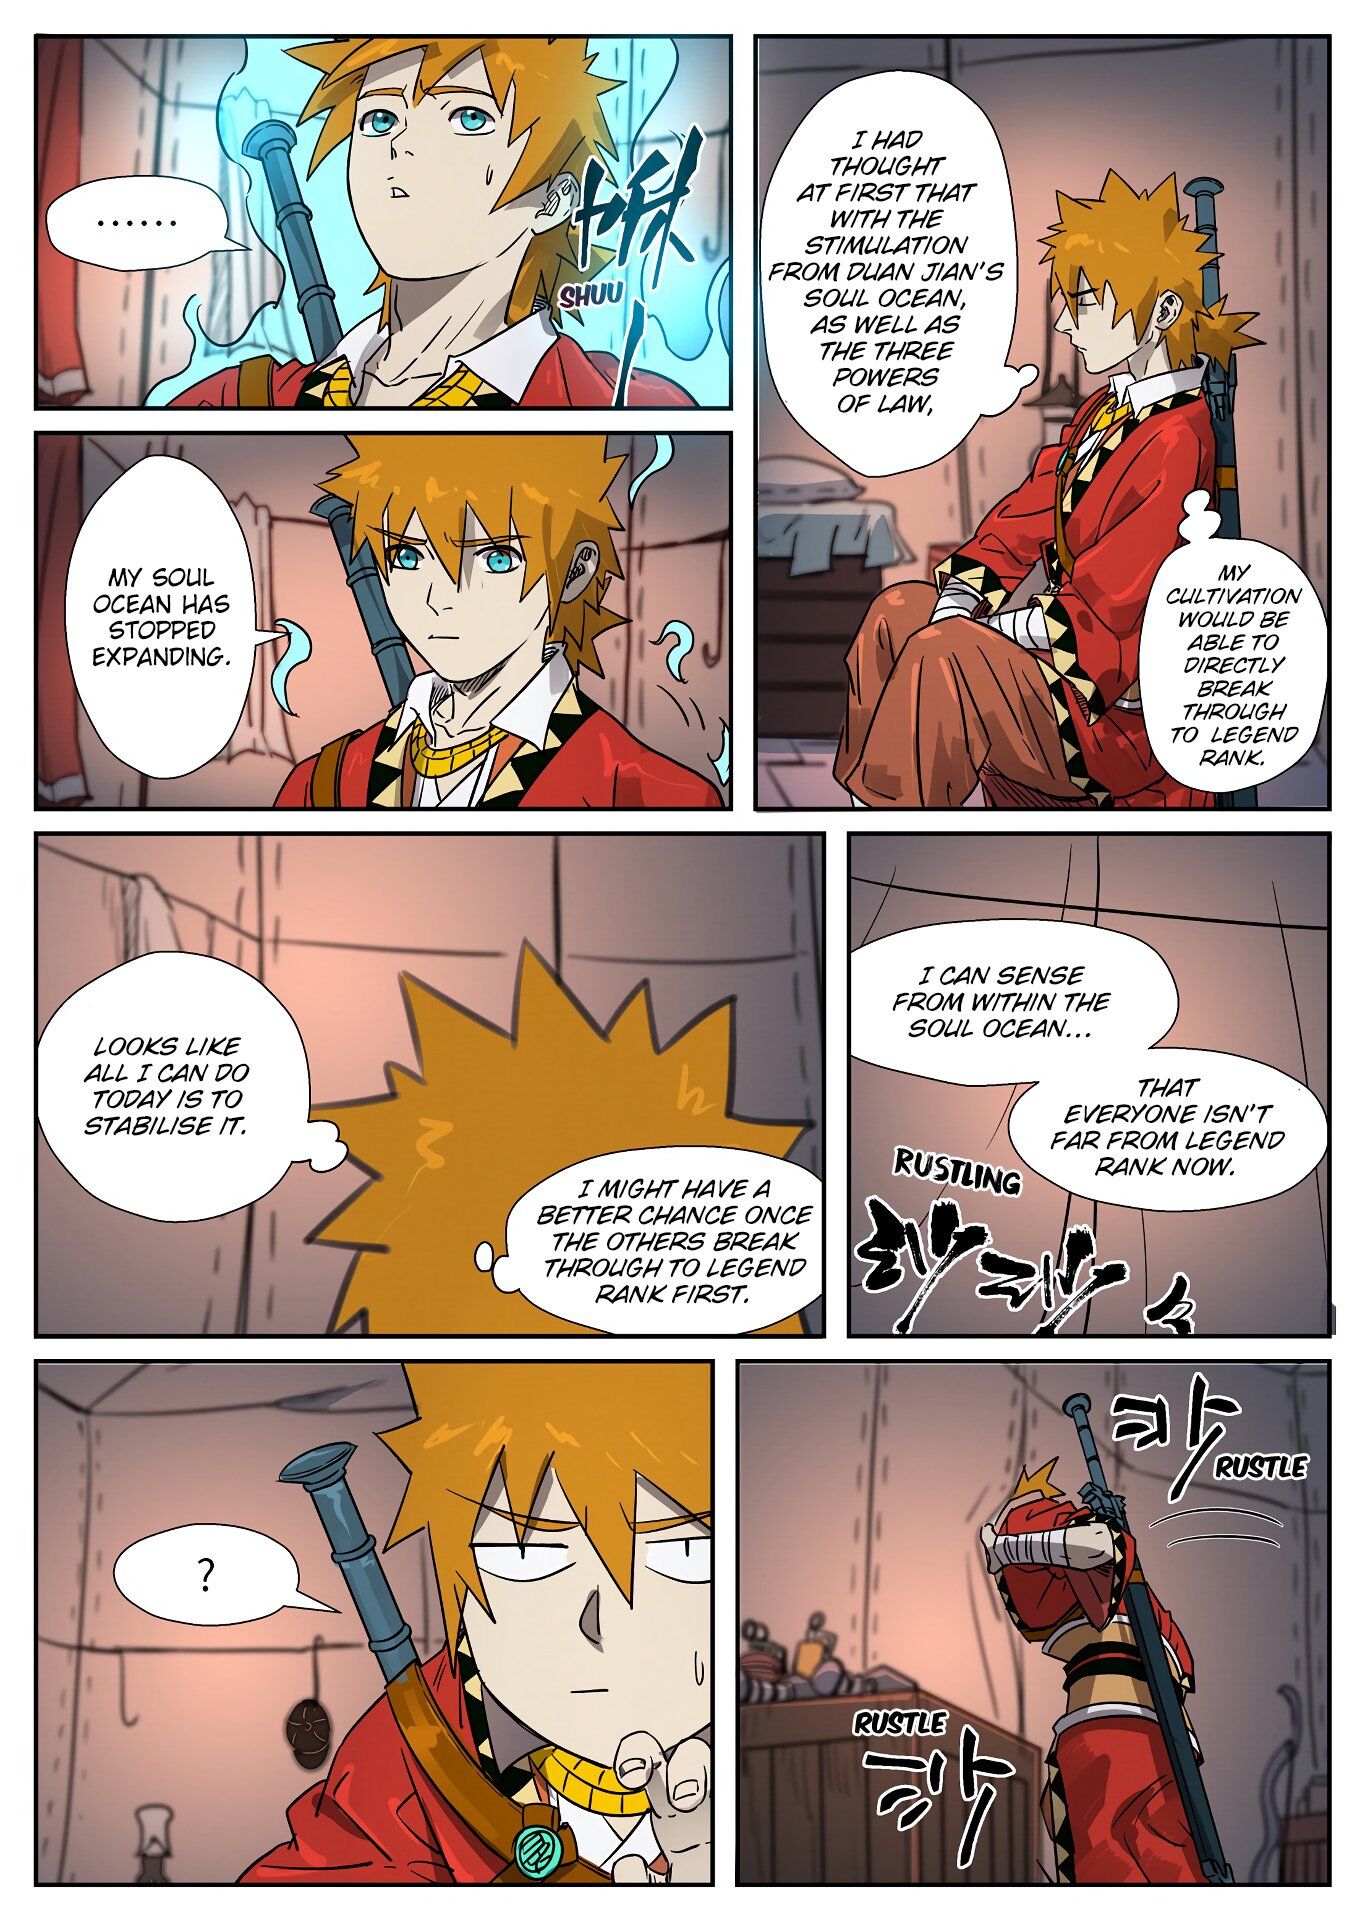 ......
SHUU
MY SOUL
OCEAN HAS
STOPPED
EXPANDING.
I HAD
THOUGHT
AT FIRST THAT
WITH THE
STIMULATION
FROM DUAN JIAN'S
SOUL OCEAN,
AS WELL AS
THE THREE
POWERS
OF LAW,
MY
CULTIVATION
WOULD BE
ABLE TO
DIRECTLY
BREAK
THROUGH
TO LEGEND
RANK.
LOOKS LIKE
ALL I CAN DO
TODAY IS TO
STABILISE IT.
I MIGHT HAVE A
BETTER CHANCE ONCE
THE OTHERS BREAK
THROUGH TO LEGEND
RANK FIRST.
I CAN SENSE
FROM WITHIN THE
SOUL OCEAN...
THAT
EVERYONE ISN'T
FAR FROM LEGEND
RANK NOW.
RUSTLING
?
RUSTLE
RUSTLE